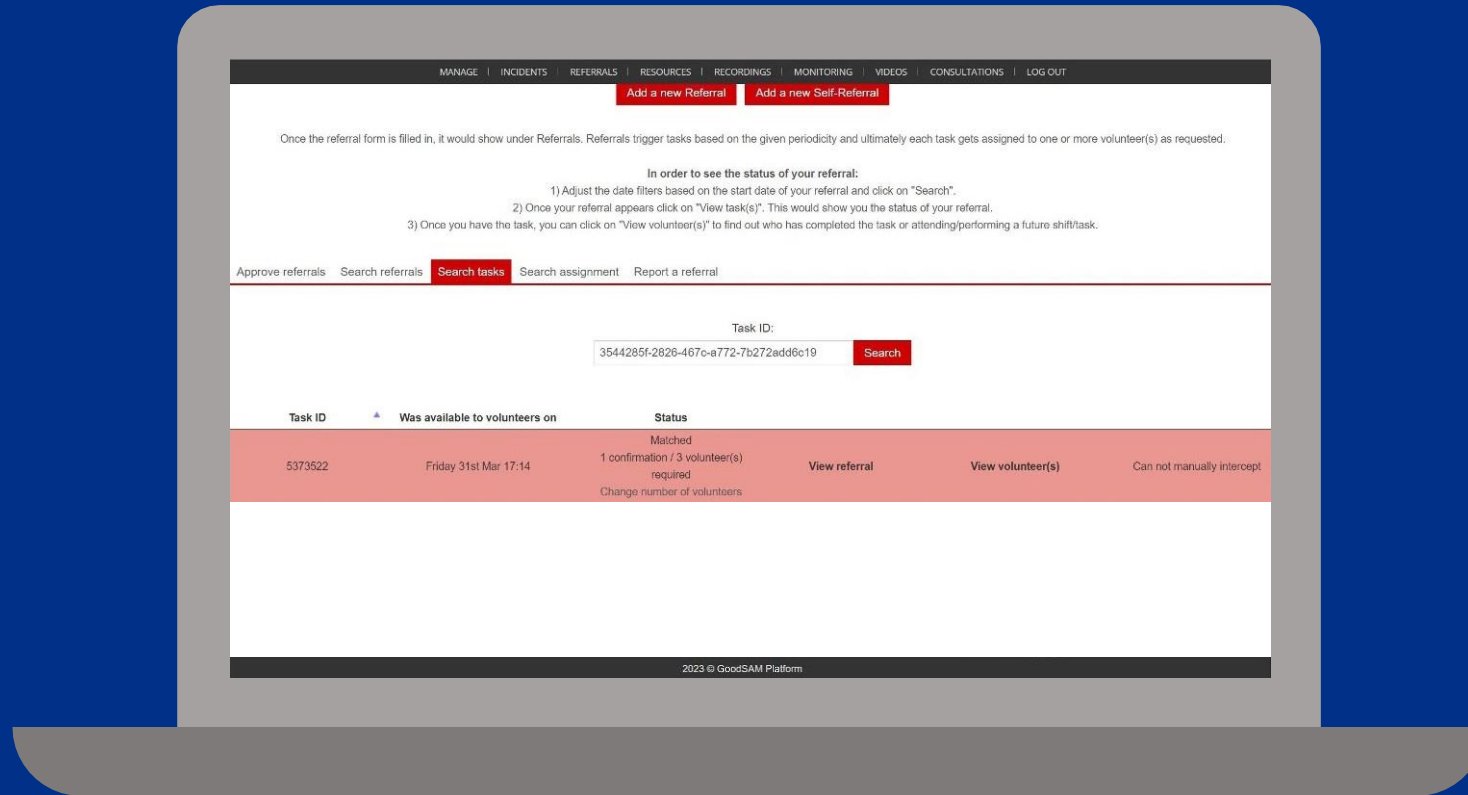 MANAGE | INCIDENTS | REFERRALS | RESOURCES | RECORDINGS | MONITORING | VIDEOS | CONSULTATIONS | LOG OUT
Add a new Referral Add a new Self-Referral
Once the referral form is filled in, it would show under Referrals. Referrals trigger tasks based on the given periodicity and ultimately each task gets assigned to one or more volunteer(s) as requested.
In order to see the status of your referral:
1) Adjust the date filters based on the start date of your referral and click on "Search".
2) Once your referral appears click on "View task(s)". This would show you the status of your referral.
3) Once you have the task, you can click on "View volunteer(s)" to find out who has completed the task or attending/performing a future shift/task.
Approve referrals Search referrals Search tasks Search assignment Report a referral
Task ID:
3544285f-2826-467c-a772-7b272add6c19 Search
Task ID Was available to volunteers on Status
Matched
1 confirmation / 3 volunteer(s)
5373522 Friday 31st Mar 17:14 required View referral View volunteer(s) Can not manually intercept
Change number of volunteers
2023 © GoodSAM Platform